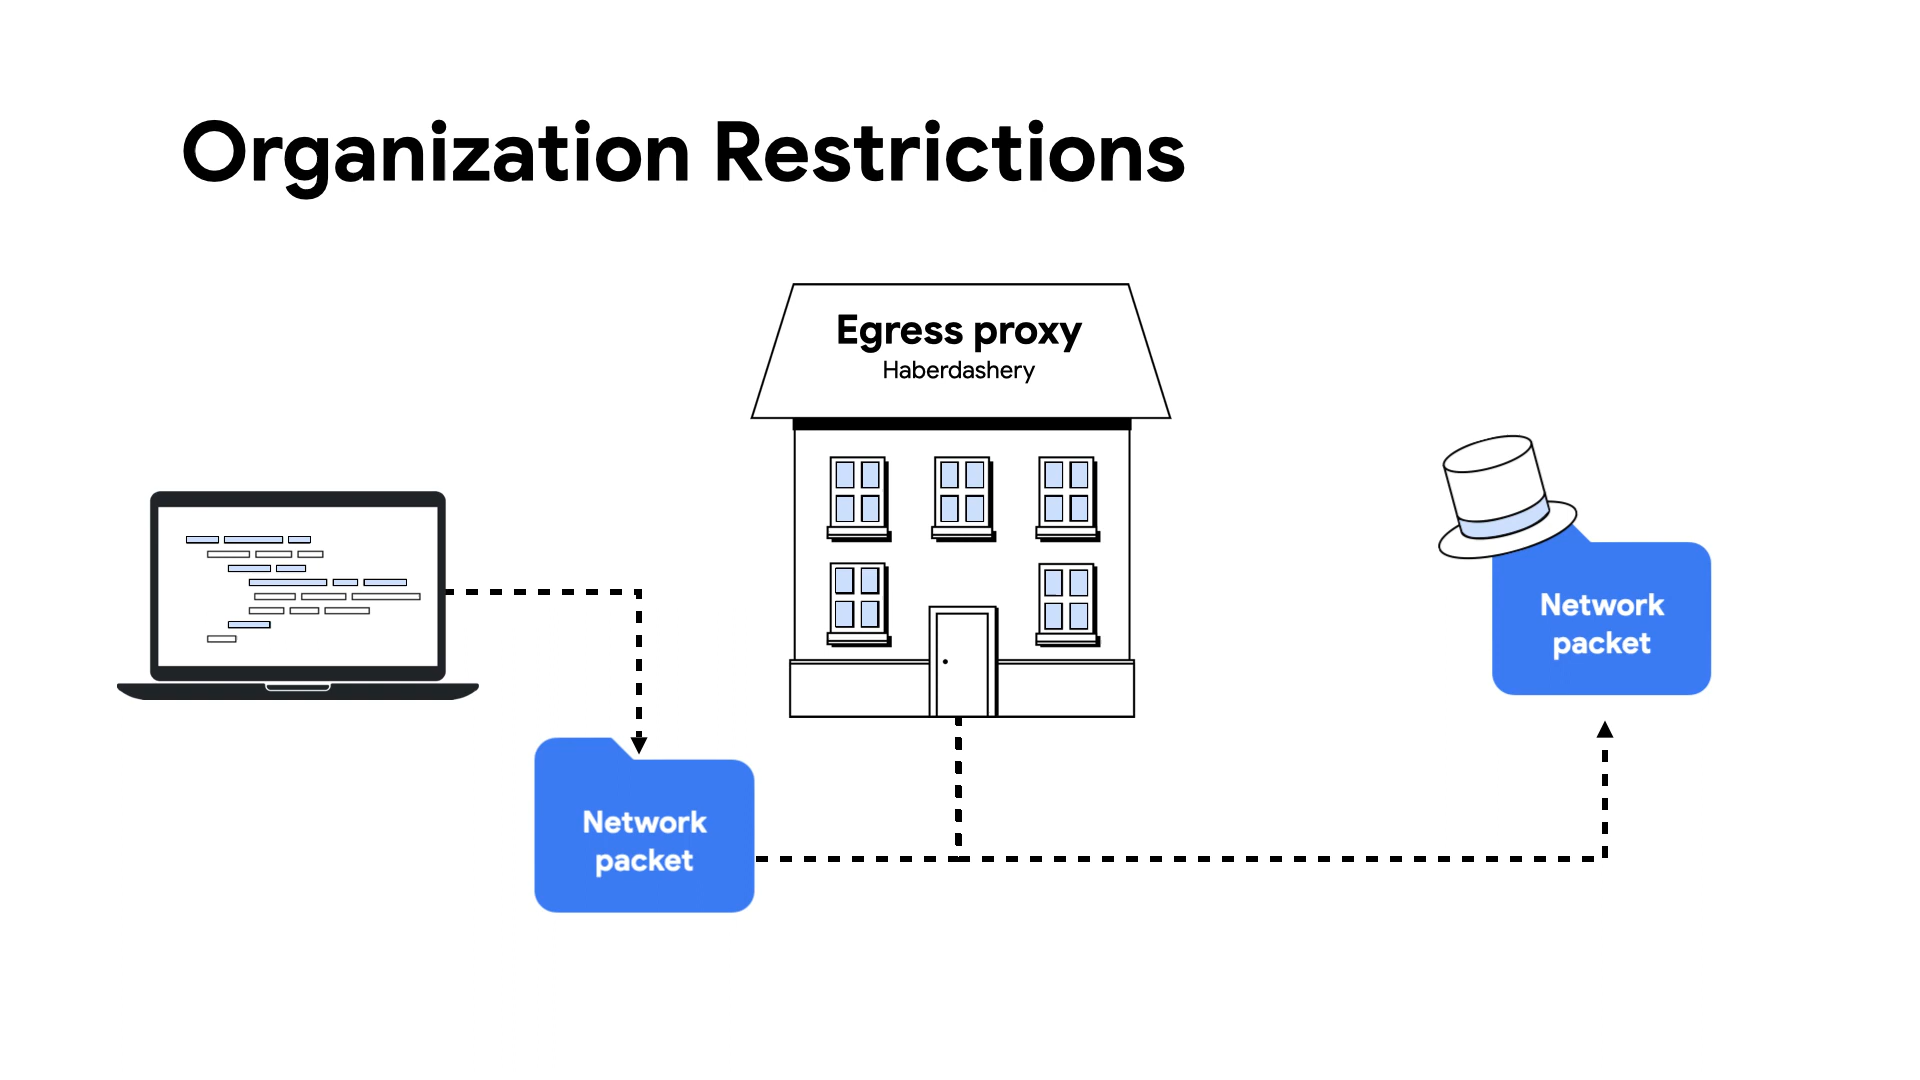 Organization Restrictions
Egress proxy
Haberdashery
Network
packet
Network
packet